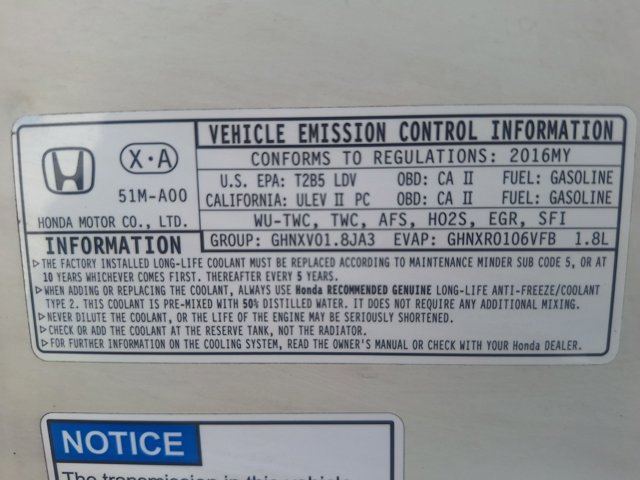 X·A
51M-A00
HONDA MOTOR CO., LTD.
VEHICLE EMISSION CONTROL INFORMATION
CONFORMS TO REGULATIONS: 2016MY
U.S. EPA: T2B5 LDV OBD: CA II FUEL: GASOLINE
CALIFORNIA: ULEV II PC OBD: CA II FUEL: GASOLINE
WU-TWC, TWC, AFS, HO2S, EGR, SFI
GROUP: GHNXV01.8JA3 EVAP: GHNXR0106VFB 1.8L
INFORMATION
▷THE FACTORY INSTALLED LONG-LIFE COOLANT MUST BE REPLACED ACCORDING TO MAINTENANCE MINDER SUB CODE 5, OR AT
10 YEARS WHICHEVER COMES FIRST. THEREAFTER EVERY 5 YEARS.
▷WHEN ADDING OR REPLACING THE COOLANT, ALWAYS USE Honda RECOMMENDED GENUINE LONG-LIFE ANTI-FREEZE/COOLANT
TYPE 2. THIS COOLANT IS PRE-MIXED WITH 50% DISTILLED WATER. IT DOES NOT REQUIRE ANY ADDITIONAL MIXING.
▷NEVER DILUTE THE COOLANT, OR THE LIFE OF THE ENGINE MAY BE SERIOUSLY SHORTENED.
▷CHECK OR ADD AT THE RESERVE TANK, NOT THE RADIATOR.
▷FOR FURTHER INFORMATION ON THE COOLING SYSTEM, READ THE OWNER'S MANUAL OR CHECK WITH YOUR Honda DEALER.
NOTICE
The transmission in this vehicle